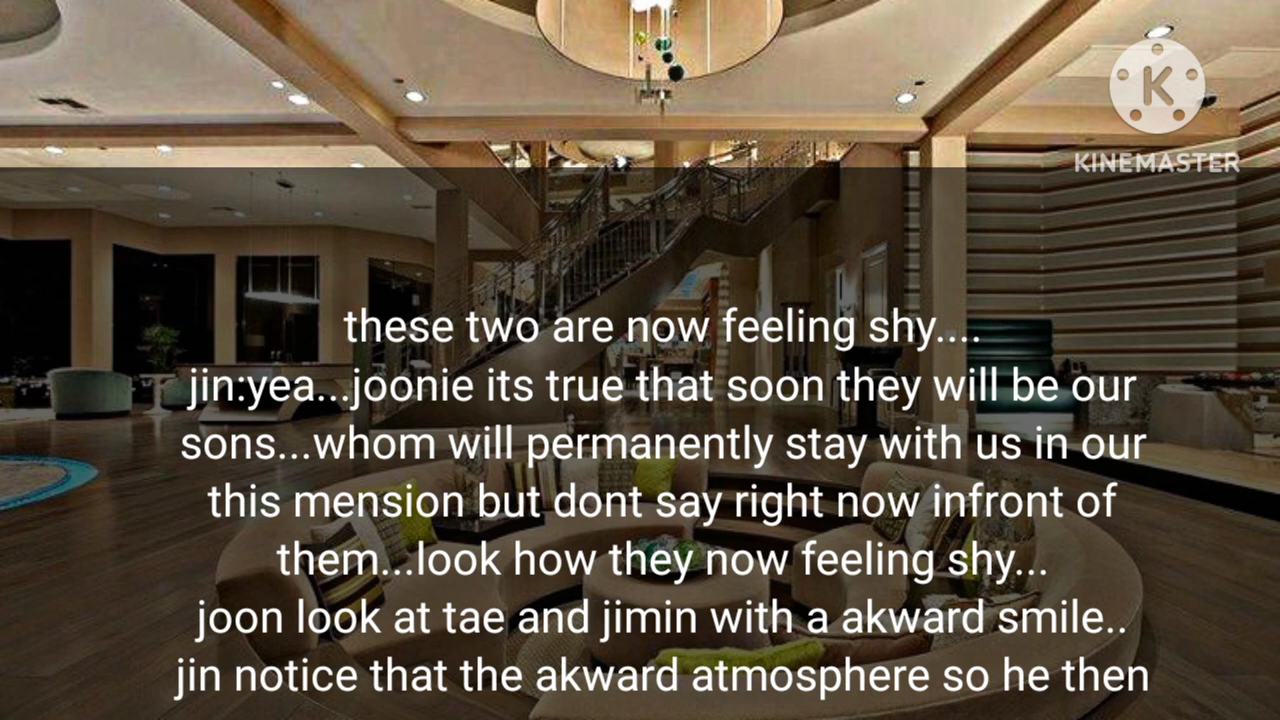 K
KINEMASTER
these two are now feeling shy....
jin:yea...joonie its true that soon they will be our
sons...whom will permanently stay with us in our
this mension but dont say right now infront of
them...look how they now feeling shy...
joon look at tae and jimin with a akward smile..
jin notice that the akward atmosphere so he then